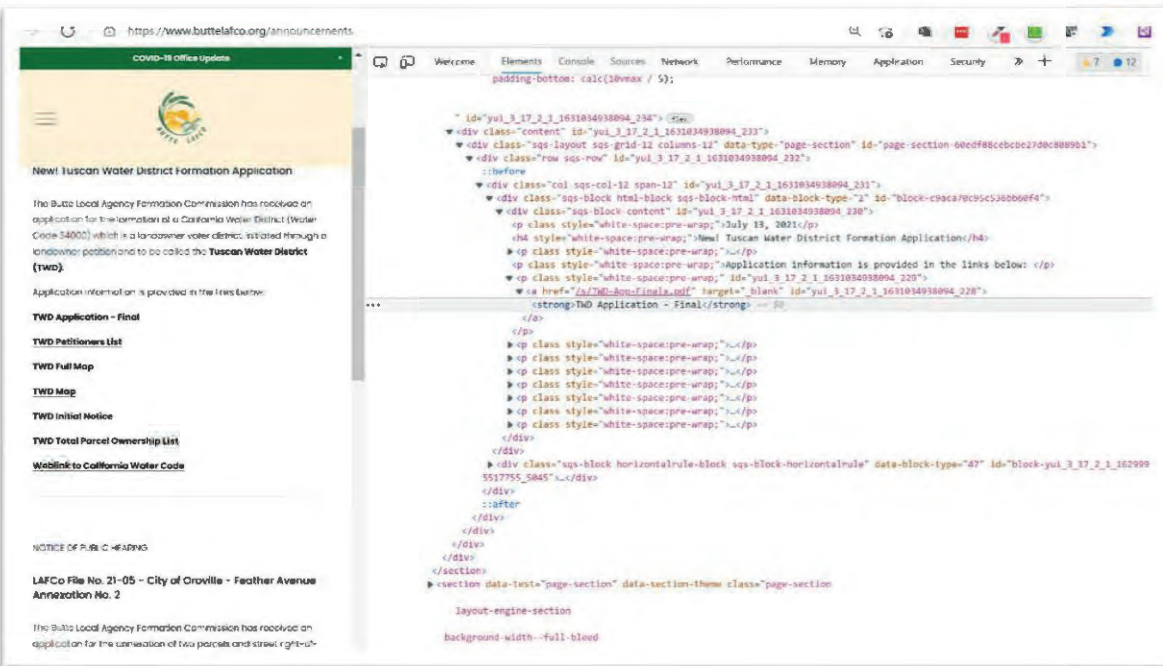 https://www.buttelafco.org/announcements
COVID-19 Office Update
BUTTE LAFCO
New! Tuscan Water District Formation Application
The Butte Local Agency Formation Commission has received an
application for the formation of a California Water District (Water
Code 34000) which is a landowner voter district, initiated through a
landowner petition and to be called the Tuscan Water District
(TWD).
Application information is provided in the links below:
TWD Application - Final
TWD Petitioners List
TWD Full Map
TWD Map
TWD Initial Notice
TWD Total Parcel Ownership List
Weblink to California Water Code
NOTICE OF PUBLIC HEARING
LAFCo File No. 21-05 - City of Oroville - Feather Avenue
Annexation No. 2
The Butte Local Agency Formation Commission has received an
application for the annexation of two parcels and street right-of-
Welcome Elements Console Sources Network Performance Memory Application Security » + 7 12
padding-bottom: calc(10vmax / 5);
" id="yui_3_17_2_1_1631034938094_234">
<div class="content" id="yui_3_17_2_1_1631034938094_233">
<div class="sqs-layout sqs-grid-12 columns-12" data-type="page-section" id=
<div class="row sqs-row" id="yui_3_17_2_1_1631034938094_232">
::before
<div class="col sqs-col-12 span-12" id="yui_3_17_2_1_1631034938094_231">
<div class="sqs-block html-block sqs-block-html" data-block-type="2" id=
<div class="sqs-block-content" id="yui_3_17_2_1_1631034938094_230">
<p class style="white-space:pre-wrap;">July 13, 2021</p>
<h4 style="white-space:pre-wrap;">New! Tuscan Water District Formation Application</h4>
<p class style="white-space:pre-wrap;">…</p>
<p class style="white-space:pre-wrap;">Application information is provided in the links below: </p>
<p class style="white-space:pre-wrap;" id="yui_3_17_2_1_1631034938094_229">
<a href="/s/TWD-App-Finalx.pdf" target="_blank" id="yui_3_17_2_1_1631034938094_228">
<strong>TWD Application - Final</strong> == $0
</a>
</p>
<p class style="white-space:pre-wrap;">…</p>
<p class style="white-space:pre-wrap;">…</p>
<p class style="white-space:pre-wrap;">…</p>
<p class style="white-space:pre-wrap;">…</p>
<p class style="white-space:pre-wrap;">…</p>
<p class style="white-space:pre-wrap;">…</p>
<p class style="white-space:pre-wrap;">…</p>
</div>
</div>
<div class="sqs-block horizontalrule-block sqs-block-horizontalrule" data-block-type="47" id="block-yui_3_17_2_1_162999
5517755_5045">…</div>
</div>
::after
</div>
</div>
</div>
</div>
</section>
<section data-test="page-section" data-section-theme class="page-section
layout-engine-section
background-width--full-bleed